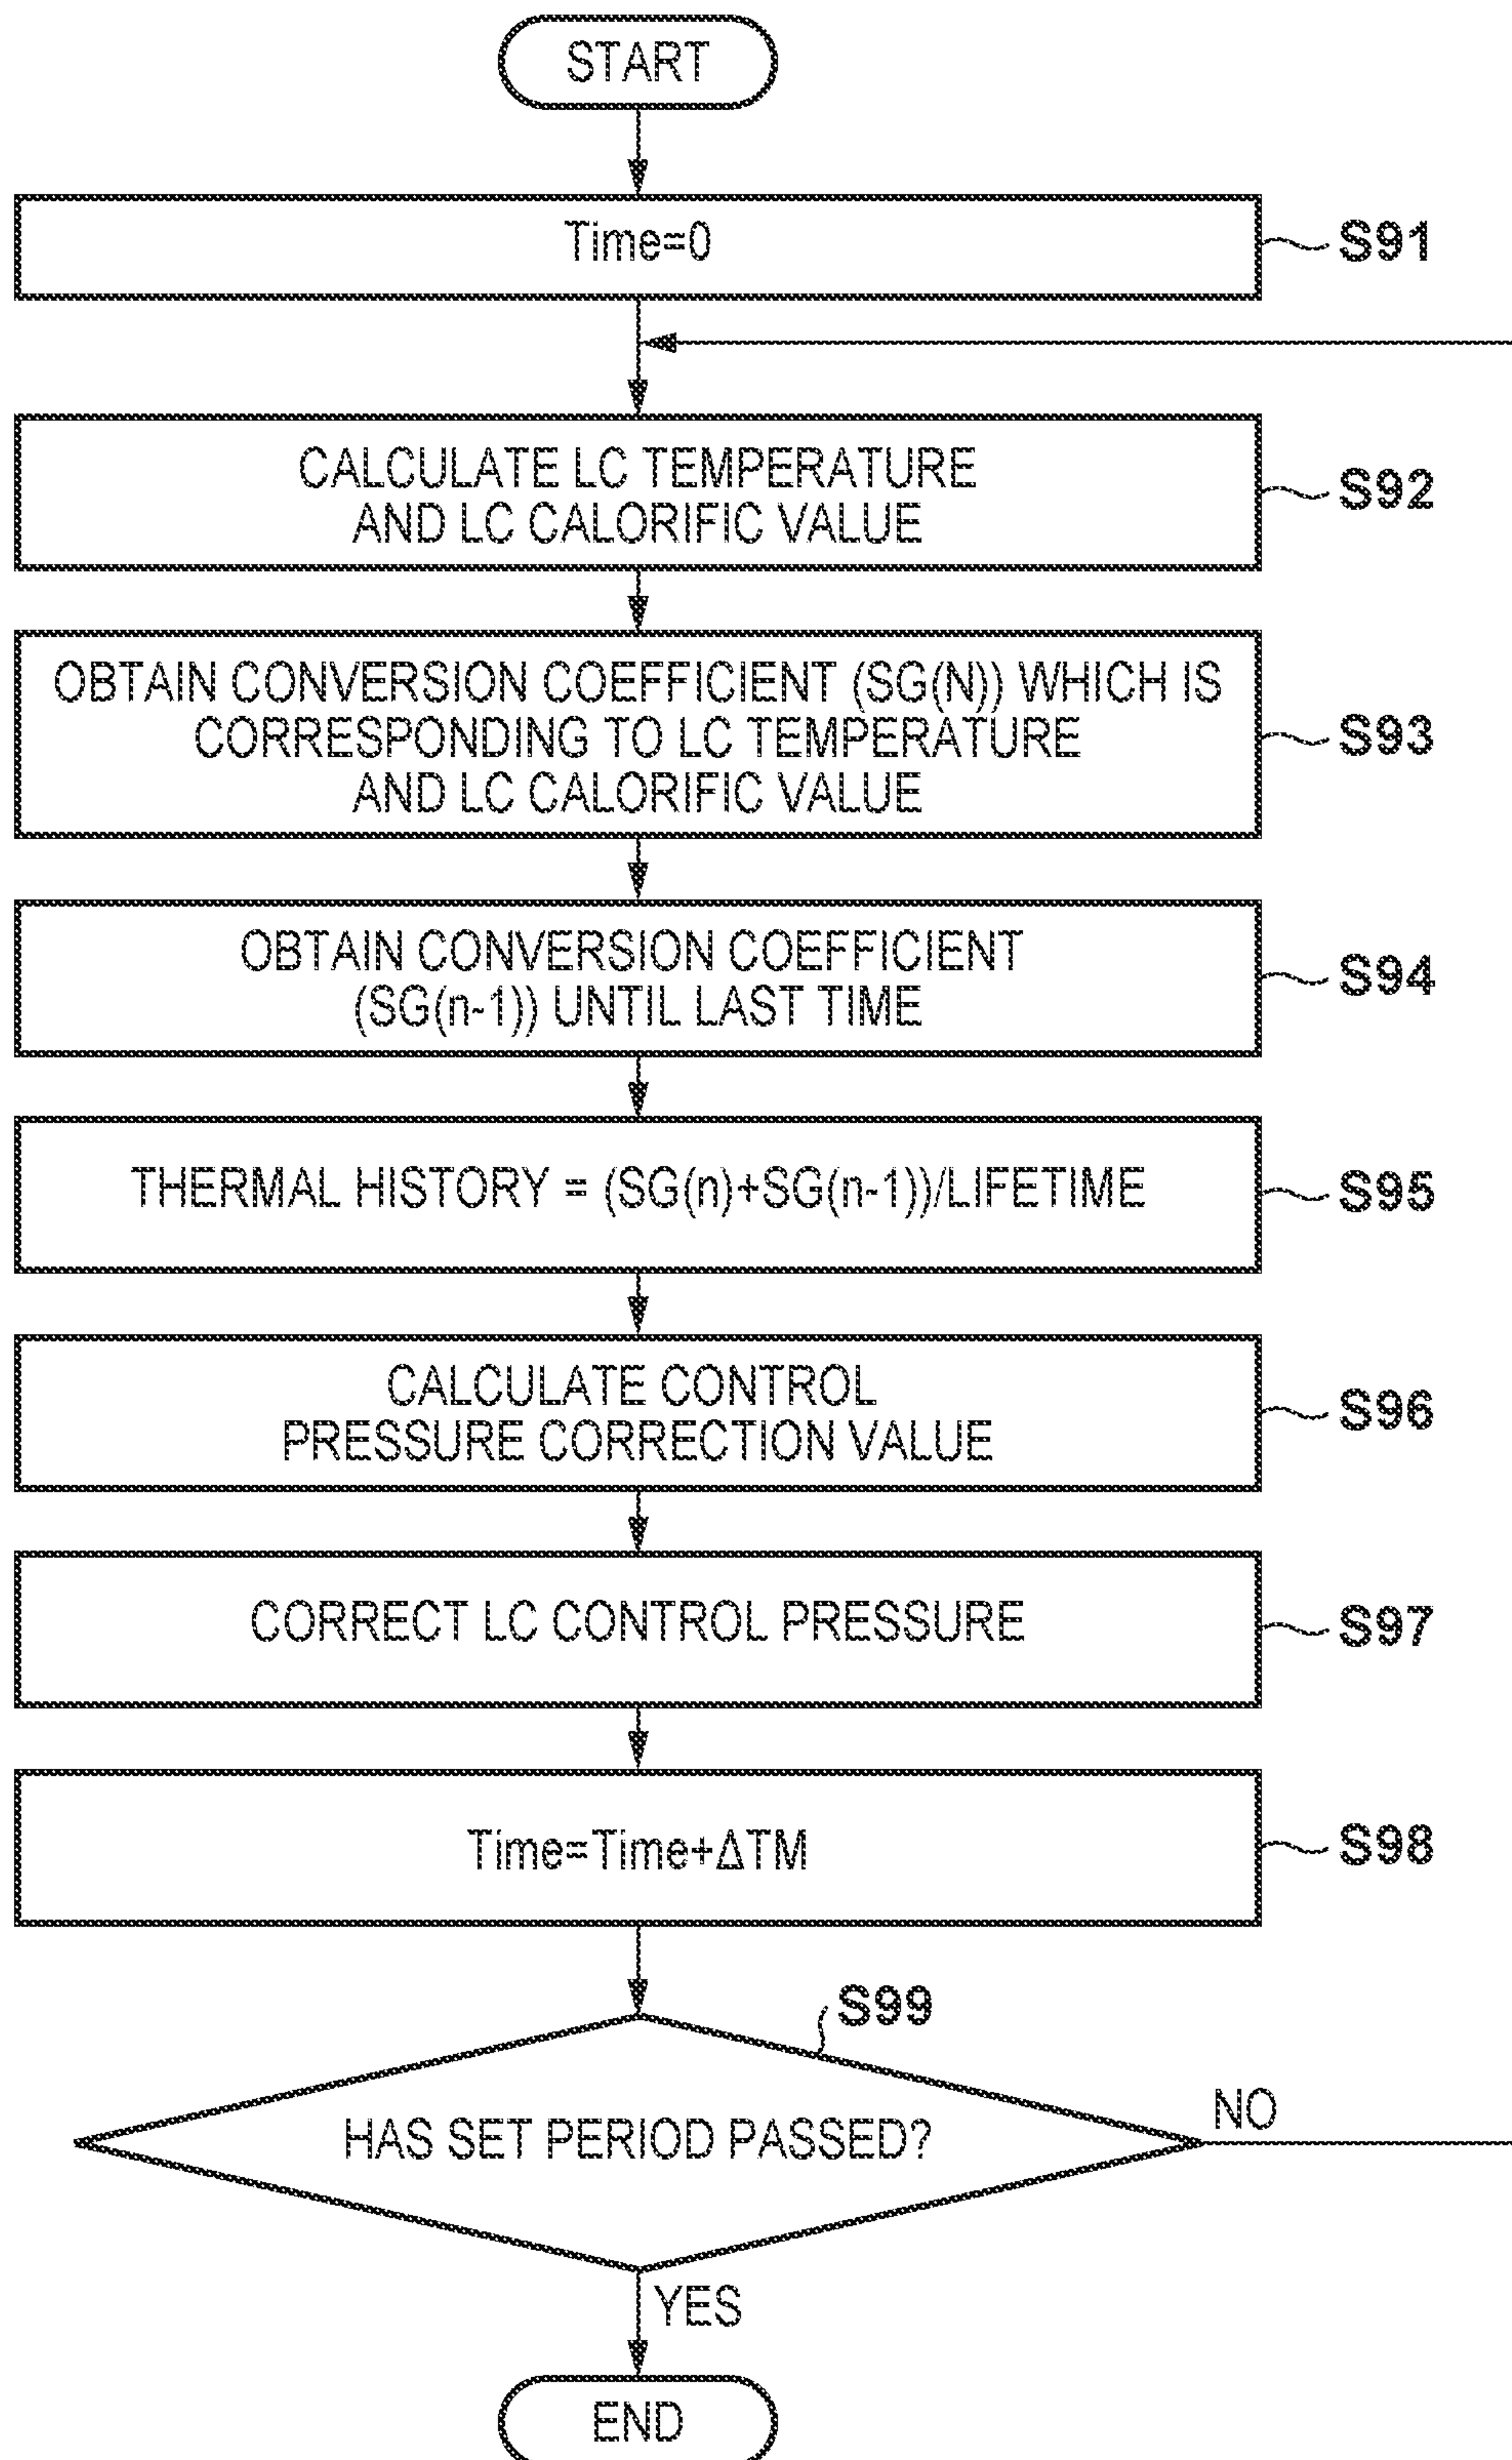 START
Time=0
S91
CALCULATE LC TEMPERATURE
AND LC CALORIFIC VALUE
S92
OBTAIN CONVERSION COEFFICIENT (SG(N)) WHICH IS
CORRESPONDING TO LC TEMPERATURE
AND LC CALORIFIC VALUE
S93
OBTAIN CONVERSION COEFFICIENT
(SG(n-1)) UNTIL LAST TIME
S94
THERMAL HISTORY = (SG(n)+SG(n-1))/LIFETIME
S95
CALCULATE CONTROL
PRESSURE CORRECTION VALUE
S96
CORRECT LC CONTROL PRESSURE
S97
Time=Time+ΔTM
S98
S99
HAS SET PERIOD PASSED?
NO
YES
END